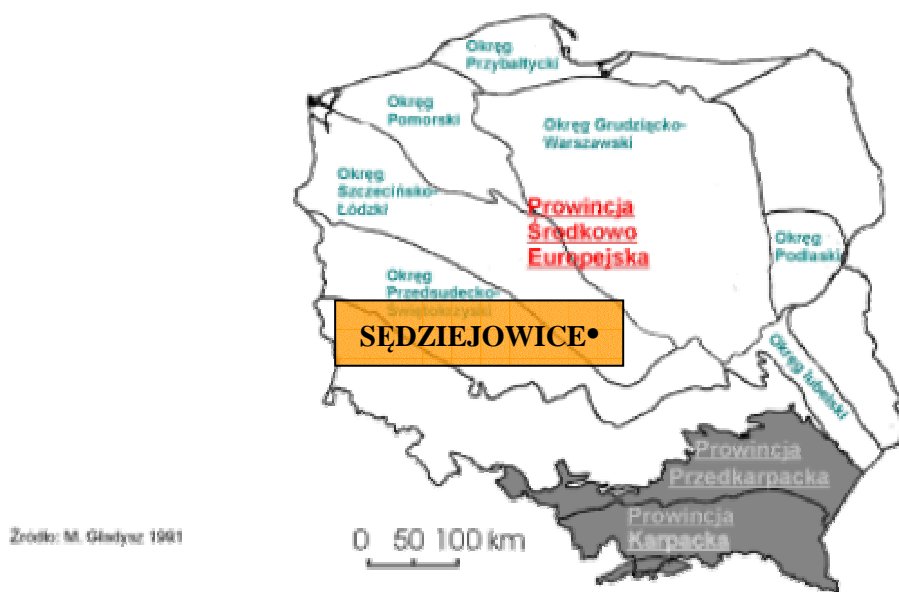 Okręg
Przybałtycki
Okręg
Pomorski
Okręg Grudziącko-
Warszawski
Okręg
Szczecińsko-
Łódzki
Prowincja
Środkowo
Europejska
Okręg
Podlaski
Okręg
Przedsudecko-
Świętokrzyski
SĘDZIEJOWICE•
Okręg lubelski
Prowincja
Przedkarpacka
Prowincja
Karpacka
Źródło: M. Gładysz 1991
0 50 100 km